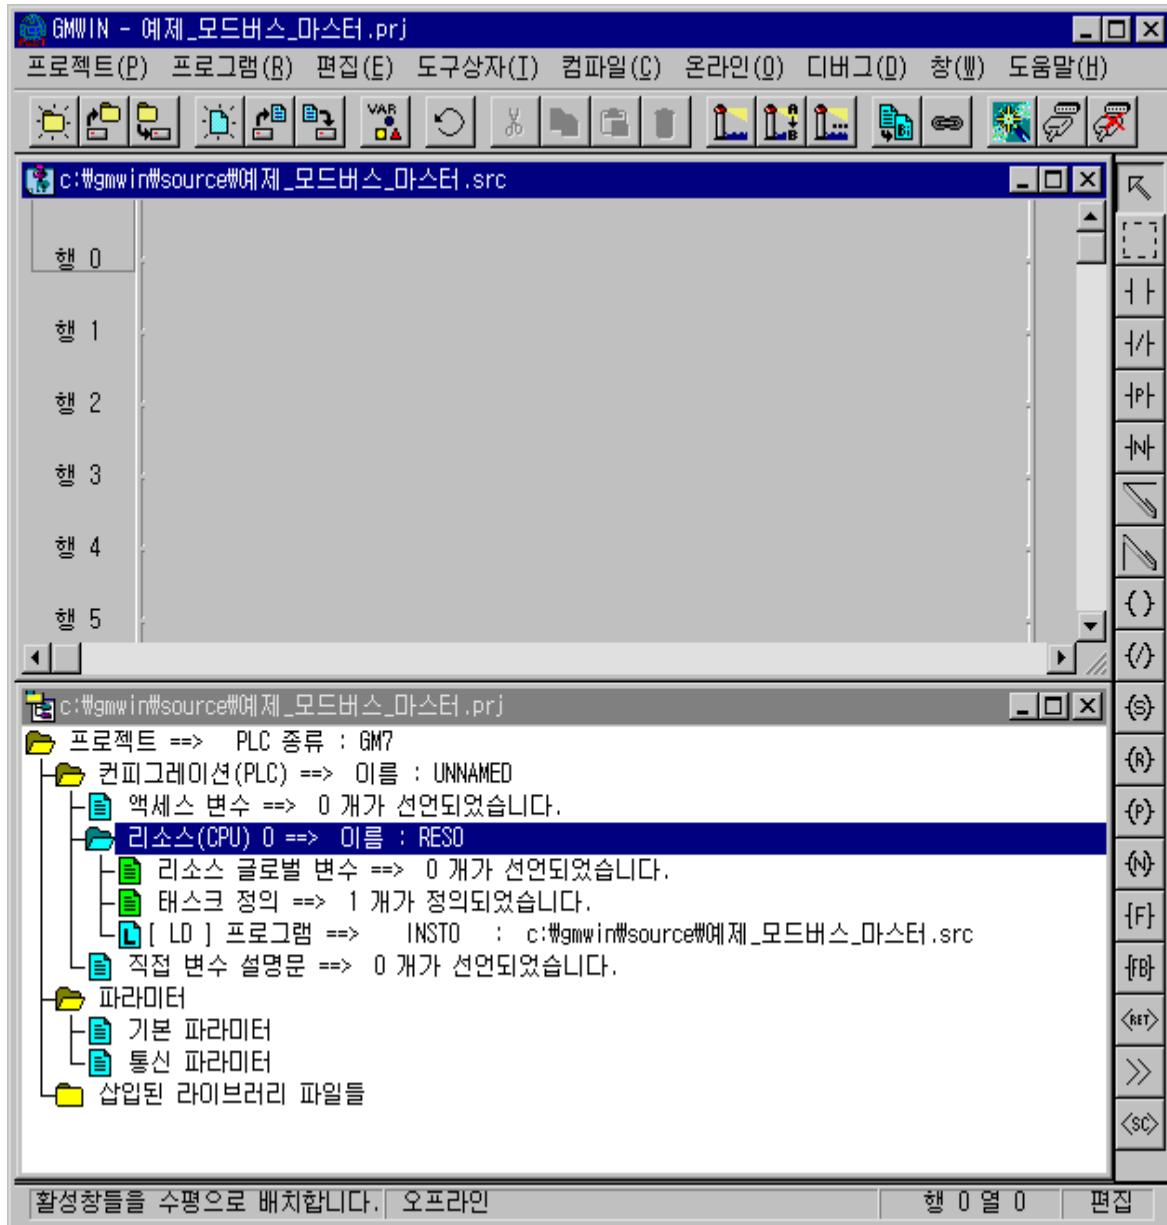 GMWIN - 예제_모드버스_마스터.prj
프로젝트(P) 프로그램(R) 편집(E) 도구상자(T) 컴파일(C) 온라인(O) 디버그(D) 창(W) 도움말(H)
VAR
A
B
Bi
c:₩gmwin₩source₩예제_모드버스_마스터.src
행 0
행 1
행 2
행 3
행 4
행 5
P
N
( )
(/)
(S)
(R)
(P)
(N)
{F}
{FB}
<RET>
>>
<SC>
c:₩gmwin₩source₩예제_모드버스_마스터.prj
프로젝트 ==> PLC 종류 : GM7
컨피그레이션(PLC) ==> 이름 : UNNAMED
액세스 변수 ==> 0 개가 선언되었습니다.
리소스(CPU) 0 ==> 이름 : RES0
리소스 글로벌 변수 ==> 0 개가 선언되었습니다.
태스크 정의 ==> 1 개가 정의되었습니다.
L [ LD ] 프로그램 ==> INST0 : c:₩gmwin₩source₩예제_모드버스_마스터.src
직접 변수 설명문 ==> 0 개가 선언되었습니다.
파라미터
기본 파라미터
통신 파라미터
삽입된 라이브러리 파일들
활성창들을 수평으로 배치합니다. 오프라인 행 0 열 0 편집